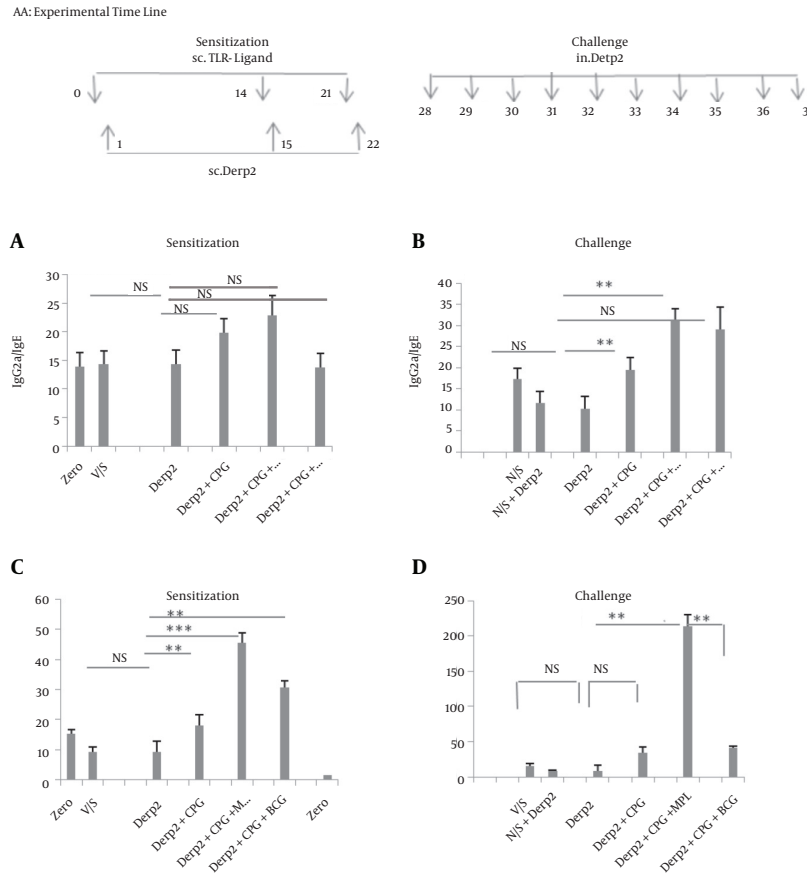 AA: Experimental Time Line
Sensitization
sc. TLR- Ligand
0
14
21
1
15
22
sc.Derp2
Challenge
in.Detp2
28
29
30
31
32
33
34
35
36
3
A
Sensitization
IgG2a/IgE
30
25
20
15
10
5
0
NS
NS
NS
NS
Zero
V/S
Derp2
Derp2 + CPG
Derp2 + CPG +...
Derp2 + CPG +...
B
Challenge
IgG2a/IgE
40
35
30
25
20
15
10
5
0
NS
**
NS
**
N/S
N/S + Derp2
Derp2
Derp2 + CPG
Derp2 + CPG +...
Derp2 + CPG +...
C
Sensitization
60
50
40
30
20
10
0
**
***
**
NS
Zero
V/S
Derp2
Derp2 + CPG
Derp2 + CPG +M...
Derp2 + CPG + BCG
Zero
D
Challenge
250
200
150
100
50
0
**
**
NS
NS
V/S
N/S + Derp2
Derp2
Derp2 + CPG
Derp2 + CPG +MPL
Derp2 + CPG + BCG